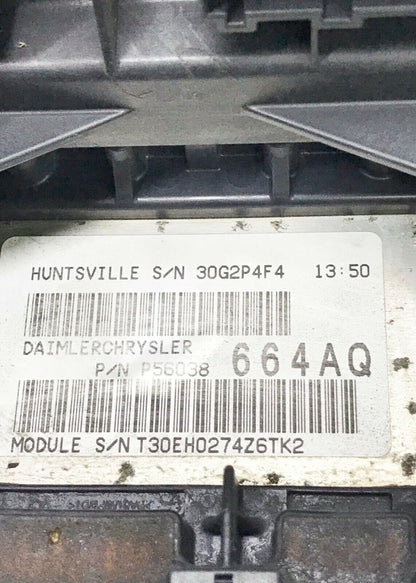 HUNTSVILLE S/N 30G2P4F4 13:50
DAIMLERCHRYSLER
P/N P56038 664AQ
MODULE S/N T30EH0274Z6TK2